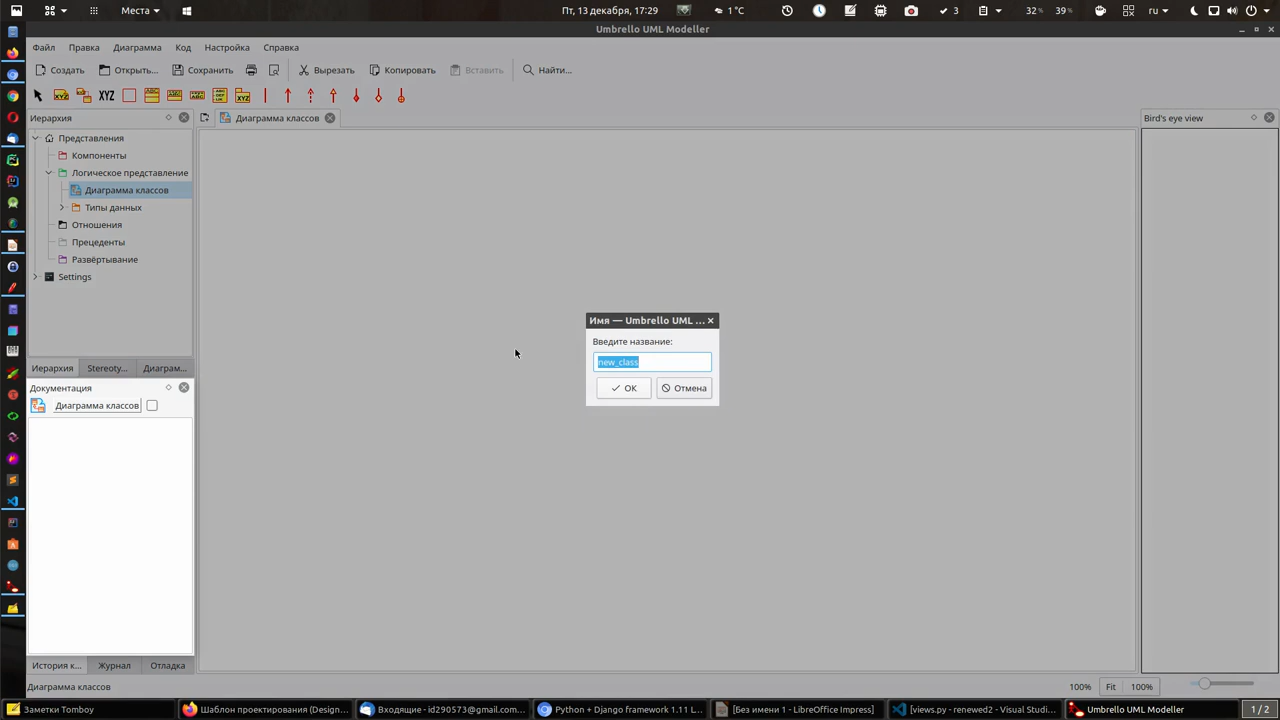 Места
Пт, 13 декабря, 17:29
1 °C
3
32 %
39%
ru
Umbrello UML Modeller
Файл
Правка
Диаграмма
Код
Настройка
Справка
Создать
Открыть...
Сохранить
Вырезать
Копировать
Вставить
Найти...
XYZ
Иерархия
Диаграмма классов
Bird's eye view
Представления
Компоненты
Логическое представление
Диаграмма классов
Типы данных
Отношения
Прецеденты
Развёртывание
Settings
Имя — Umbrello UML ...
Введите название:
new_class
ОК
Отмена
Иерархия
Stereoty...
Диаграм...
Документация
Диаграмма классов
История к...
Журнал
Отладка
Диаграмма классов
100%
Fit
100%
Заметки Tomboy
Шаблон проектирования (Design...
Входящие - id290573@gmail.com...
Python + Django framework 1.11 L...
[Без имени 1 - LibreOffice Impress]
[views.py - renewed2 - Visual Studi...
Umbrello UML Modeller
1 / 2